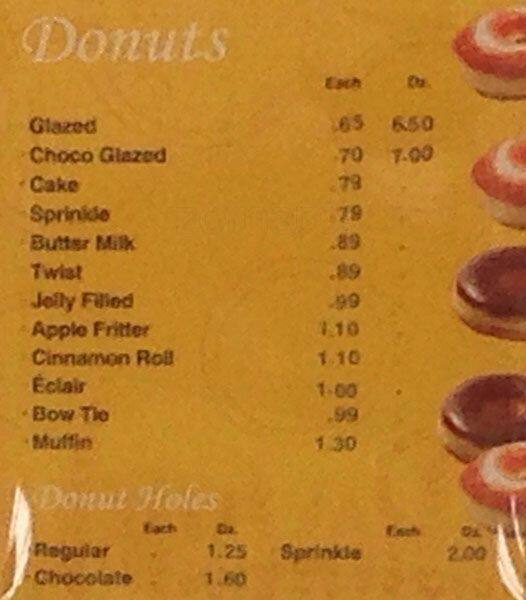 Donuts
Each Dz.
Glazed .65 6.50
Choco Glazed .70 7.00
Cake .79
Sprinkle .79
Butter Milk .89
Twist .89
Jelly Filled .99
Apple Fritter 1.10
Cinnamon Roll 1.10
Éclair 1.60
Bow Tie .99
Muffin 1.30
Donut Holes
Each Dz. Each Dz.
Regular 1.25 Sprinkle 2.00
Chocolate 1.60